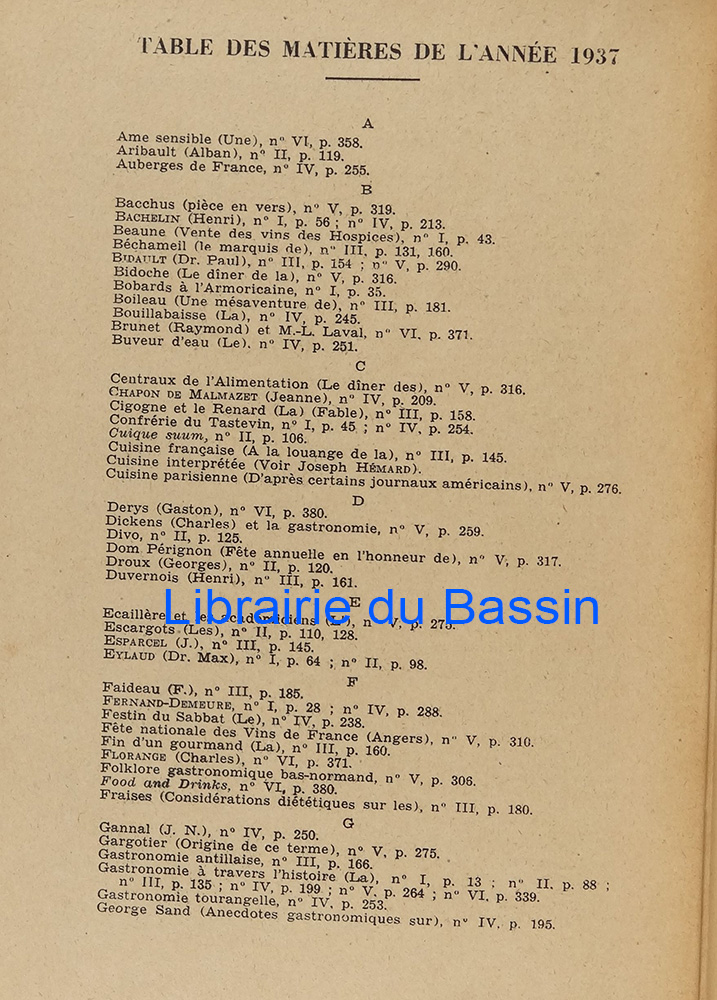 TABLE DES MATIÈRES DE L'ANNÉE 1937
A
Ame sensible (Une), n° VI, p. 358.
Aribault (Alban), n° II, p. 119.
Auberges de France, n° IV, p. 255.
B
Bacchus (pièce en vers), n° V, p. 319.
BACHELIN (Henri), n° I, p. 56 ; n° IV, p. 213.
Beaune (Vente des vins des Hospices), n° I, p. 43.
Béchameil (le marquis de), n° III, p. 131, 160.
BIDAULT (Dr. Paul), n° III, p. 154 ; n° V, p. 290.
Bidoche (Le dîner de la), n° V, p. 316.
Bobards à l'Armoricaine, n° I, p. 35.
Boileau (Une mésaventure de), n° III, p. 181.
Bouillabaisse (La), n° IV, p. 245.
Brunet (Raymond) et M.-L. Laval, n° VI, p. 371.
Buveur d'eau (Le), n° IV, p. 251.
C
Centraux de l'Alimentation (Le dîner des), n° V, p. 316.
CHAPON DE MALMAZET (Jeanne), n° IV, p. 209.
Cigogne et le Renard (La) (Fable), n° III, p. 158.
Confrérie du Tastevin, n° I, p. 45 ; n° IV, p. 254.
Cuique suum, n° II, p. 106.
Cuisine française (A la louange de la), n° III, p. 145.
Cuisine interprétée (Voir Joseph HÉMARD).
Cuisine parisienne (D'après certains journaux américains), n° V, p. 276.
D
Derys (Gaston), n° VI, p. 380.
Dickens (Charles) et la gastronomie, n° V, p. 259.
Divo, n° II, p. 125.
Dom Pérignon (Fête annuelle en l'honneur de), n° V, p. 317.
Droux (Georges), n° II, p. 120.
Duvernois (Henri), n° III, p. 161.
E
Librairie du Bassin
Ecaillère et les académiciens (L'), n° V, p. 275.
Escargots (Les), n° II, p. 110, 128.
ESPARCEL (J.), n° III, p. 145.
EYLAUD (Dr. Max), n° I, p. 64 ; n° II, p. 98.
F
Faideau (F.), n° III, p. 185.
FERNAND-DEMEURE, n° I, p. 28 ; n° IV, p. 288.
Festin du Sabbat (Le), n° IV, p. 238.
Fête nationale des Vins de France (Angers), n° V, p. 310.
Fin d'un gourmand (La), n° III, p. 160.
FLORANGE (Charles), n° VI, p. 371.
Folklore gastronomique bas-normand, n° V, p. 306.
Food and Drinks, n° VI, p. 380.
Fraises (Considérations diététiques sur les), n° III, p. 180.
G
Gannal (J. N.), n° IV, p. 250.
Gargotier (Origine de ce terme), n° V, p. 275.
Gastronomie antillaise, n° III, p. 166.
Gastronomie à travers l'histoire (La), n° I, p. 13 ; n° II, p. 88 ;
n° III, p. 135 ; n° IV, p. 199 ; n° V, p. 264 ; n° VI, p. 339.
Gastronomie tourangelle, n° IV, p. 253.
George Sand (Anecdotes gastronomiques sur), n° IV, p. 195.